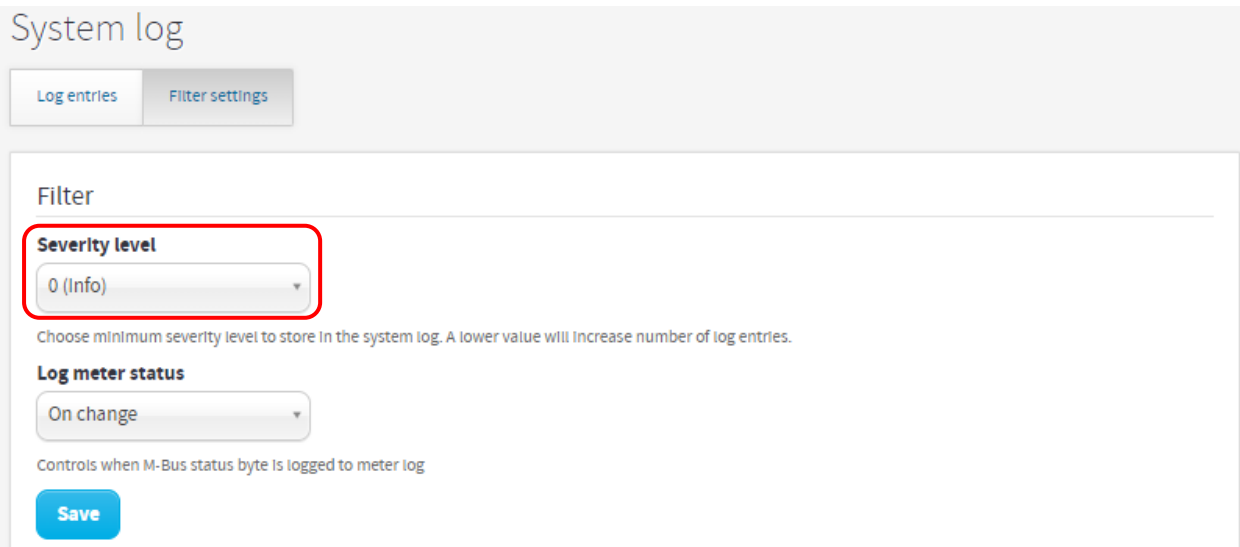 System log
Log entries Filter settings
Filter
Severity level
0 (Info)
Choose minimum severity level to store in the system log. A lower value will increase number of log entries.
Log meter status
On change
Controls when M-Bus status byte is logged to meter log
Save